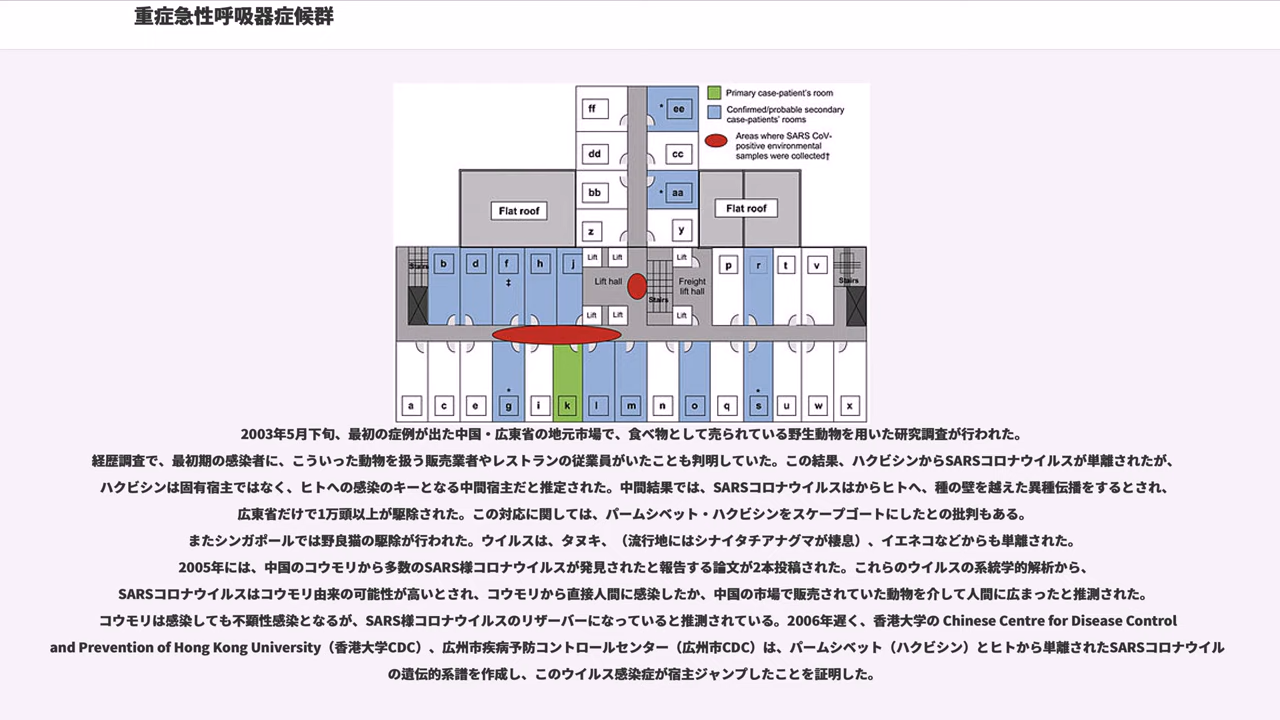 重症急性呼吸器症候群
ff
* ee
Primary case-patient's room
Confirmed/probable secondary
case-patients' rooms
Areas where SARS CoV-
positive environmental
samples were collected†
dd
cc
bb
* aa
Flat roof
Flat roof
z
y
Stairs
b
d
f
h
j
Lift
Lift
Lift
p
r
t
v
‡
Lift hall
Freight
lift hall
Stairs
Stairs
Lift
Lift
Lift
*
*
a
c
e
g
i
k
l
m
n
o
q
s
u
w
x
2003年5月下旬、最初の症例が出た中国・広東省の地元市場で、食べ物として売られている野生動物を用いた研究調査が行われた。
経歴調査で、最初期の感染者に、こういった動物を扱う販売業者やレストランの従業員がいたことも判明していた。この結果、ハクビシンからSARSコロナウイルスが単離されたが、
ハクビシンは固有宿主ではなく、ヒトへの感染のキーとなる中間宿主だと推定された。中間結果では、SARSコロナウイルスはからヒトへ、種の壁を越えた異種伝播をするとされ、
広東省だけで1万頭以上が駆除された。この対応に関しては、パームシベット・ハクビシンをスケープゴートにしたとの批判もある。
またシンガポールでは野良猫の駆除が行われた。ウイルスは、タヌキ、（流行地にはシナイタチアナグマが棲息）、イエネコなどからも単離された。
2005年には、中国のコウモリから多数のSARS様コロナウイルスが発見されたと報告する論文が2本投稿された。これらのウイルスの系統学的解析から、
SARSコロナウイルスはコウモリ由来の可能性が高いとされ、コウモリから直接人間に感染したか、中国の市場で販売されていた動物を介して人間に広まったと推測された。
コウモリは感染しても不顕性感染となるが、SARS様コロナウイルスのリザーバーになっていると推測されている。2006年遅く、香港大学の Chinese Centre for Disease Control
and Prevention of Hong Kong University（香港大学CDC）、広州市疾病予防コントロールセンター（広州市CDC）は、パームシベット（ハクビシン）とヒトから単離されたSARSコロナウイル
の遺伝的系譜を作成し、このウイルス感染症が宿主ジャンプしたことを証明した。